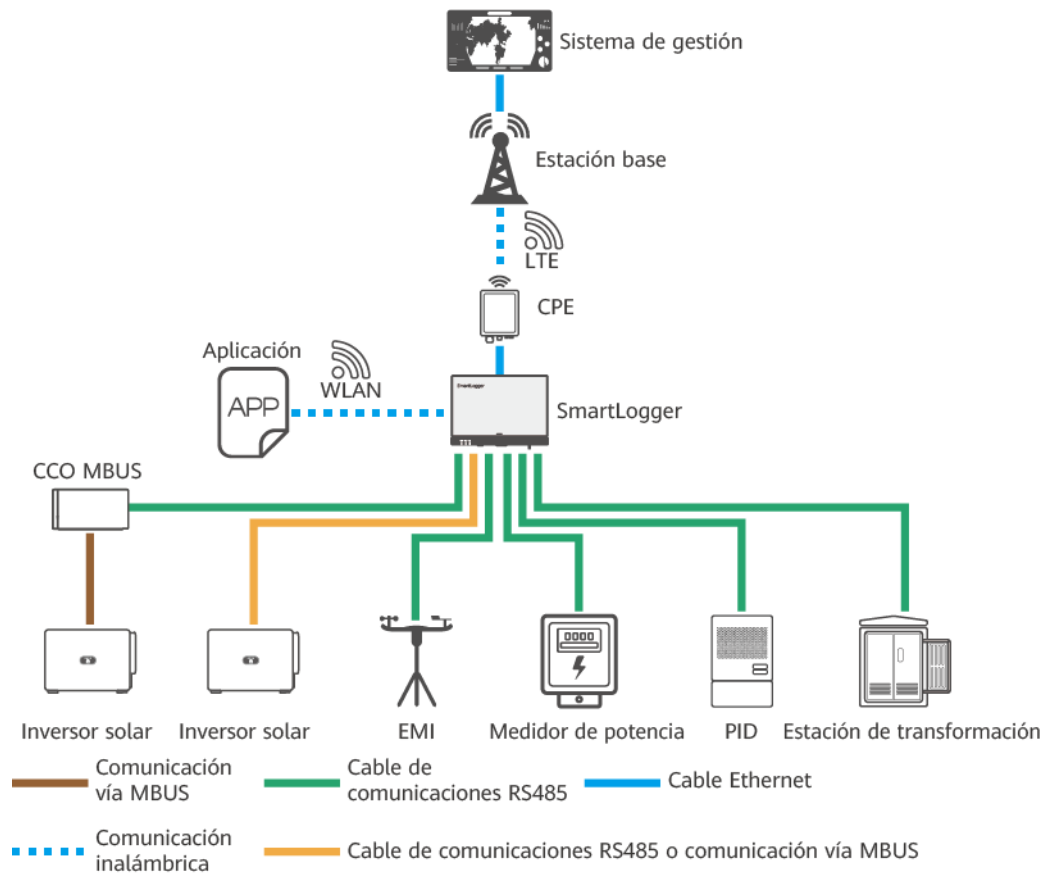 Sistema de gestión
Estación base
LTE
CPE
Aplicación
WLAN
APP
SmartLogger
SmartLogger
CCO MBUS
Inversor solar
Inversor solar
EMI
Medidor de potencia
PID
Estación de transformación
Comunicación
vía MBUS
Cable de
comunicaciones RS485
Cable Ethernet
Comunicación
inalámbrica
Cable de comunicaciones RS485 o comunicación vía MBUS